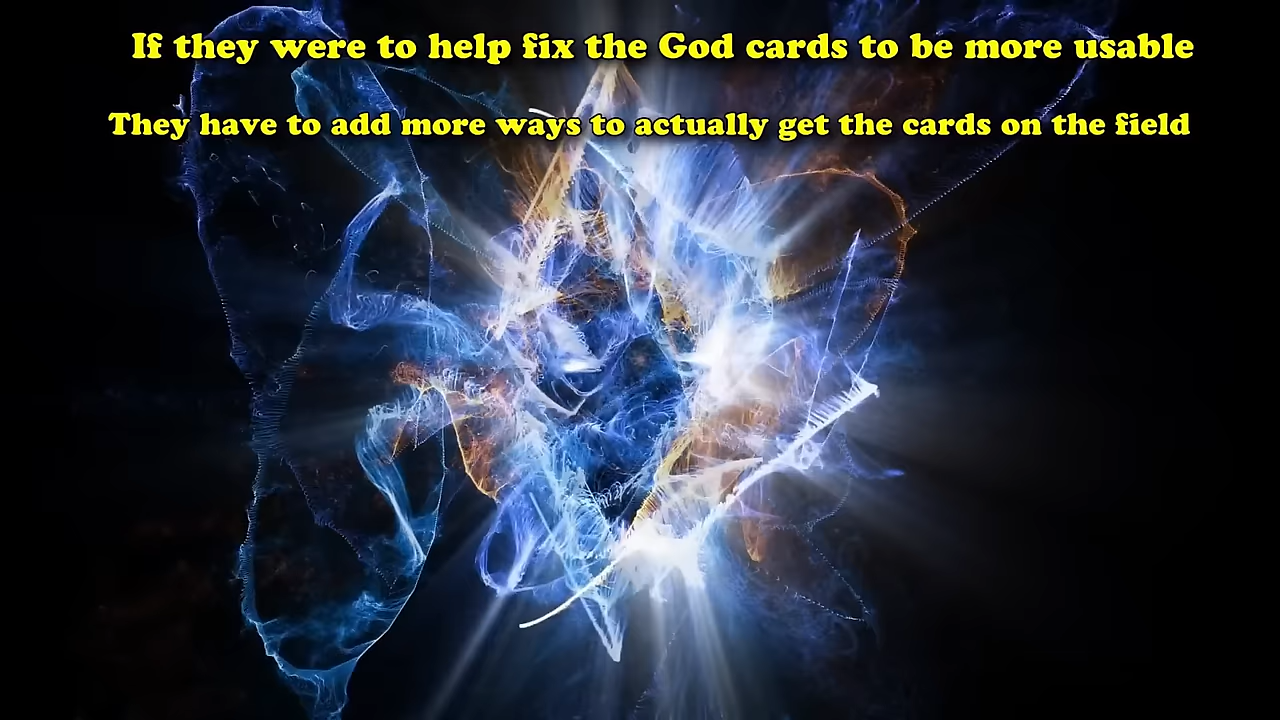 If they were to help fix the God cards to be more usable
They have to add more ways to actually get the cards on the field